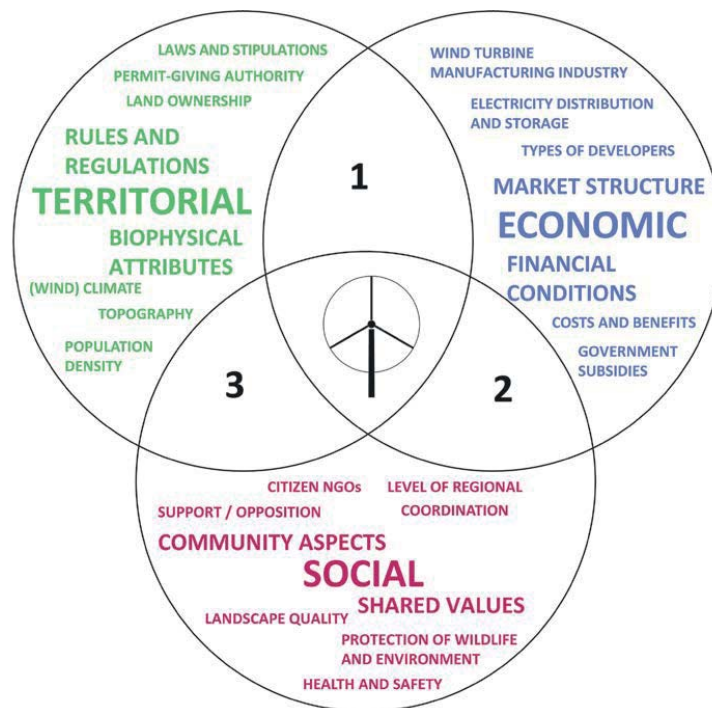 LAWS AND STIPULATIONS
PERMIT-GIVING AUTHORITY
LAND OWNERSHIP
RULES AND
REGULATIONS
TERRITORIAL
BIOPHYSICAL
ATTRIBUTES
(WIND) CLIMATE
TOPOGRAPHY
POPULATION
DENSITY
1
WIND TURBINE
MANUFACTURING INDUSTRY
ELECTRICITY DISTRIBUTION
AND STORAGE
TYPES OF DEVELOPERS
MARKET STRUCTURE
ECONOMIC
FINANCIAL
CONDITIONS
COSTS AND BENEFITS
GOVERNMENT
SUBSIDIES
3
2
CITIZEN NGOs
LEVEL OF REGIONAL
COORDINATION
SUPPORT / OPPOSITION
COMMUNITY ASPECTS
SOCIAL
SHARED VALUES
LANDSCAPE QUALITY
PROTECTION OF WILDLIFE
AND ENVIRONMENT
HEALTH AND SAFETY